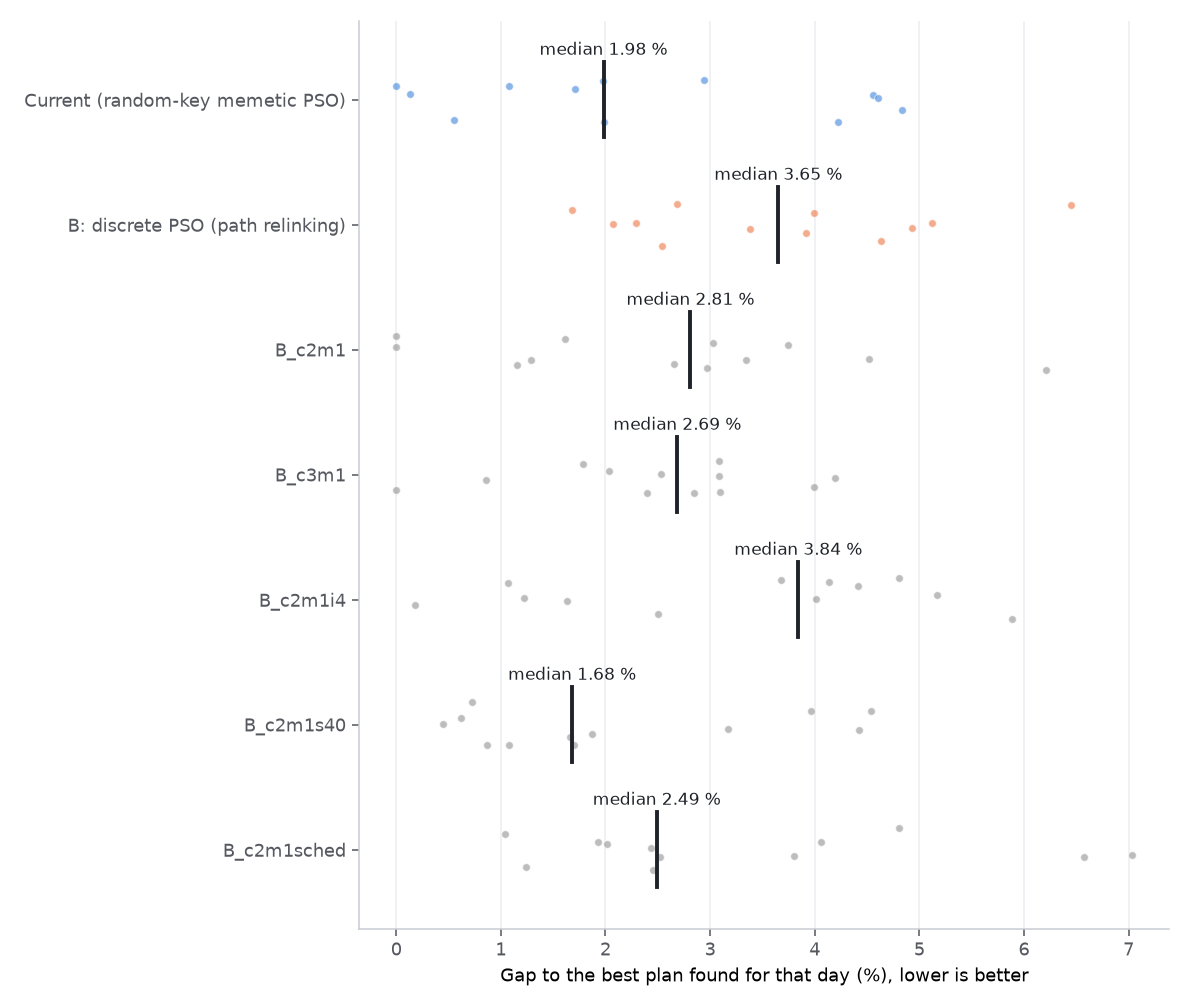 median 1.98 %
Current (random-key memetic PSO)
median 3.65 %
B: discrete PSO (path relinking)
median 2.81 %
B_c2m1
median 2.69 %
B_c3m1
median 3.84 %
B_c2m1i4
median 1.68 %
B_c2m1s40
median 2.49 %
B_c2m1sched
0 1 2 3 4 5 6 7
Gap to the best plan found for that day (%), lower is better